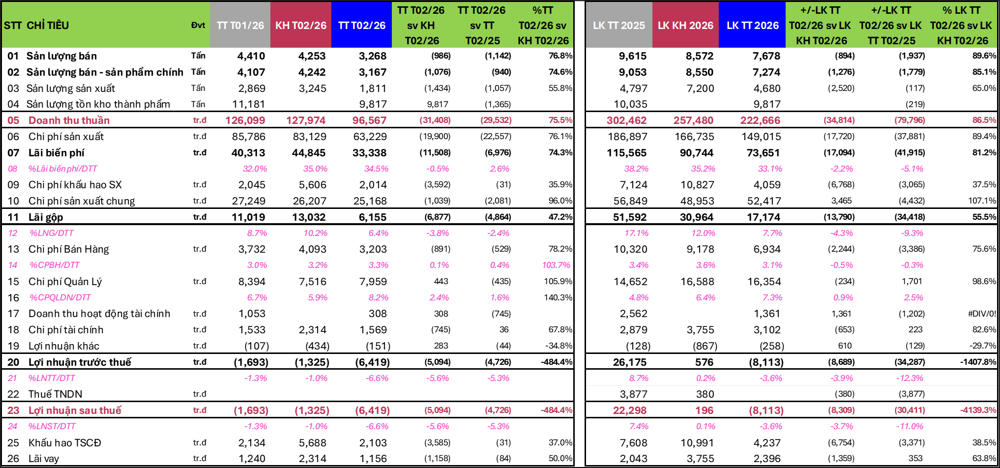 STT CHỈ TIÊU Đvt TT T01/26 KH T02/26 TT T02/26 TT T02/26 sv KH T02/26 TT T02/26 sv TT T02/25 %TT T02/26 sv KH T02/26 LK TT 2025 LK KH 2026 LK TT 2026 +/-LK TT T02/26 sv LK KH T02/26 +/-LK TT T02/26 sv LK TT T02/25 % LK TT T02/26 sv LK KH T02/26
01 Sản lượng bán Tấn 4,410 4,253 3,268 (986) (1,142) 76.8% 9,615 8,572 7,678 (894) (1,937) 89.6%
02 Sản lượng bán - sản phẩm chính Tấn 4,107 4,242 3,167 (1,076) (940) 74.6% 9,053 8,550 7,274 (1,276) (1,779) 85.1%
03 Sản lượng sản xuất Tấn 2,869 3,245 1,811 (1,434) (1,057) 55.8% 4,797 7,200 4,680 (2,520) (117) 65.0%
04 Sản lượng tồn kho thành phẩm Tấn 11,181 9,817 9,817 (1,365) 10,035 9,817 (219)
05 Doanh thu thuần tr.đ 126,099 127,974 96,567 (31,408) (29,532) 75.5% 302,462 257,480 222,666 (34,814) (79,796) 86.5%
06 Chi phí sản xuất tr.đ 85,786 83,129 63,229 (19,900) (22,557) 76.1% 186,897 166,735 149,015 (17,720) (37,881) 89.4%
07 Lãi biến phí tr.đ 40,313 44,845 33,338 (11,508) (6,976) 74.3% 115,565 90,744 73,651 (17,094) (41,915) 81.2%
08 %Lãi biến phí/DTT 32.0% 35.0% 34.5% -0.5% 2.6% 38.2% 35.2% 33.1% -2.2% -5.1%
09 Chi phí khấu hao SX tr.đ 2,045 5,606 2,014 (3,592) (31) 35.9% 7,124 10,827 4,059 (6,768) (3,065) 37.5%
10 Chi phí sản xuất chung tr.đ 27,249 26,207 25,168 (1,039) (2,081) 96.0% 56,849 48,953 52,417 3,465 (4,432) 107.1%
11 Lãi gộp tr.đ 11,019 13,032 6,155 (6,877) (4,864) 47.2% 51,592 30,964 17,174 (13,790) (34,418) 55.5%
12 %LNG/DTT 8.7% 10.2% 6.4% -3.8% -2.4% 17.1% 12.0% 7.7% -4.3% -9.3%
13 Chi phí Bán Hàng tr.đ 3,732 4,093 3,203 (891) (529) 78.2% 10,320 9,178 6,934 (2,244) (3,386) 75.6%
14 %CPBH/DTT 3.0% 3.2% 3.3% 0.1% 0.4% 103.7% 3.4% 3.6% 3.1% -0.5% -0.3%
15 Chi phí Quản Lý tr.đ 8,394 7,516 7,959 443 (435) 105.9% 14,652 16,588 16,354 (234) 1,701 98.6%
16 %CPQLDN/DTT 6.7% 5.9% 8.2% 2.4% 1.6% 140.3% 4.8% 6.4% 7.3% 0.9% 2.5%
17 Doanh thu hoạt động tài chính tr.đ 1,053 308 308 (745) 2,562 1,361 1,361 (1,202) #DIV/0!
18 Chi phí tài chính tr.đ 1,533 2,314 1,569 (745) 36 67.8% 2,879 3,755 3,102 (653) 223 82.6%
19 Lợi nhuận khác tr.đ (107) (434) (151) 283 (44) -34.8% (128) (867) (258) 610 (129) -29.7%
20 Lợi nhuận trước thuế tr.đ (1,693) (1,325) (6,419) (5,094) (4,726) -484.4% 26,175 576 (8,113) (8,689) (34,287) -1407.8%
21 %LNTT/DTT -1.3% -1.0% -6.6% -5.6% -5.3% 8.7% 0.2% -3.6% -3.9% -12.3%
22 Thuế TNDN tr.đ 3,877 380 (380) (3,877)
23 Lợi nhuận sau thuế tr.đ (1,693) (1,325) (6,419) (5,094) (4,726) -484.4% 22,298 196 (8,113) (8,309) (30,411) -4139.3%
24 %LNST/DTT -1.3% -1.0% -6.6% -5.6% -5.3% 7.4% 0.1% -3.6% -3.7% -11.0%
25 Khấu hao TSCĐ tr.đ 2,134 5,688 2,103 (3,585) (31) 37.0% 7,608 10,991 4,237 (6,754) (3,371) 38.5%
26 Lãi vay tr.đ 1,240 2,314 1,156 (1,158) (84) 50.0% 2,043 3,755 2,396 (1,359) 353 63.8%